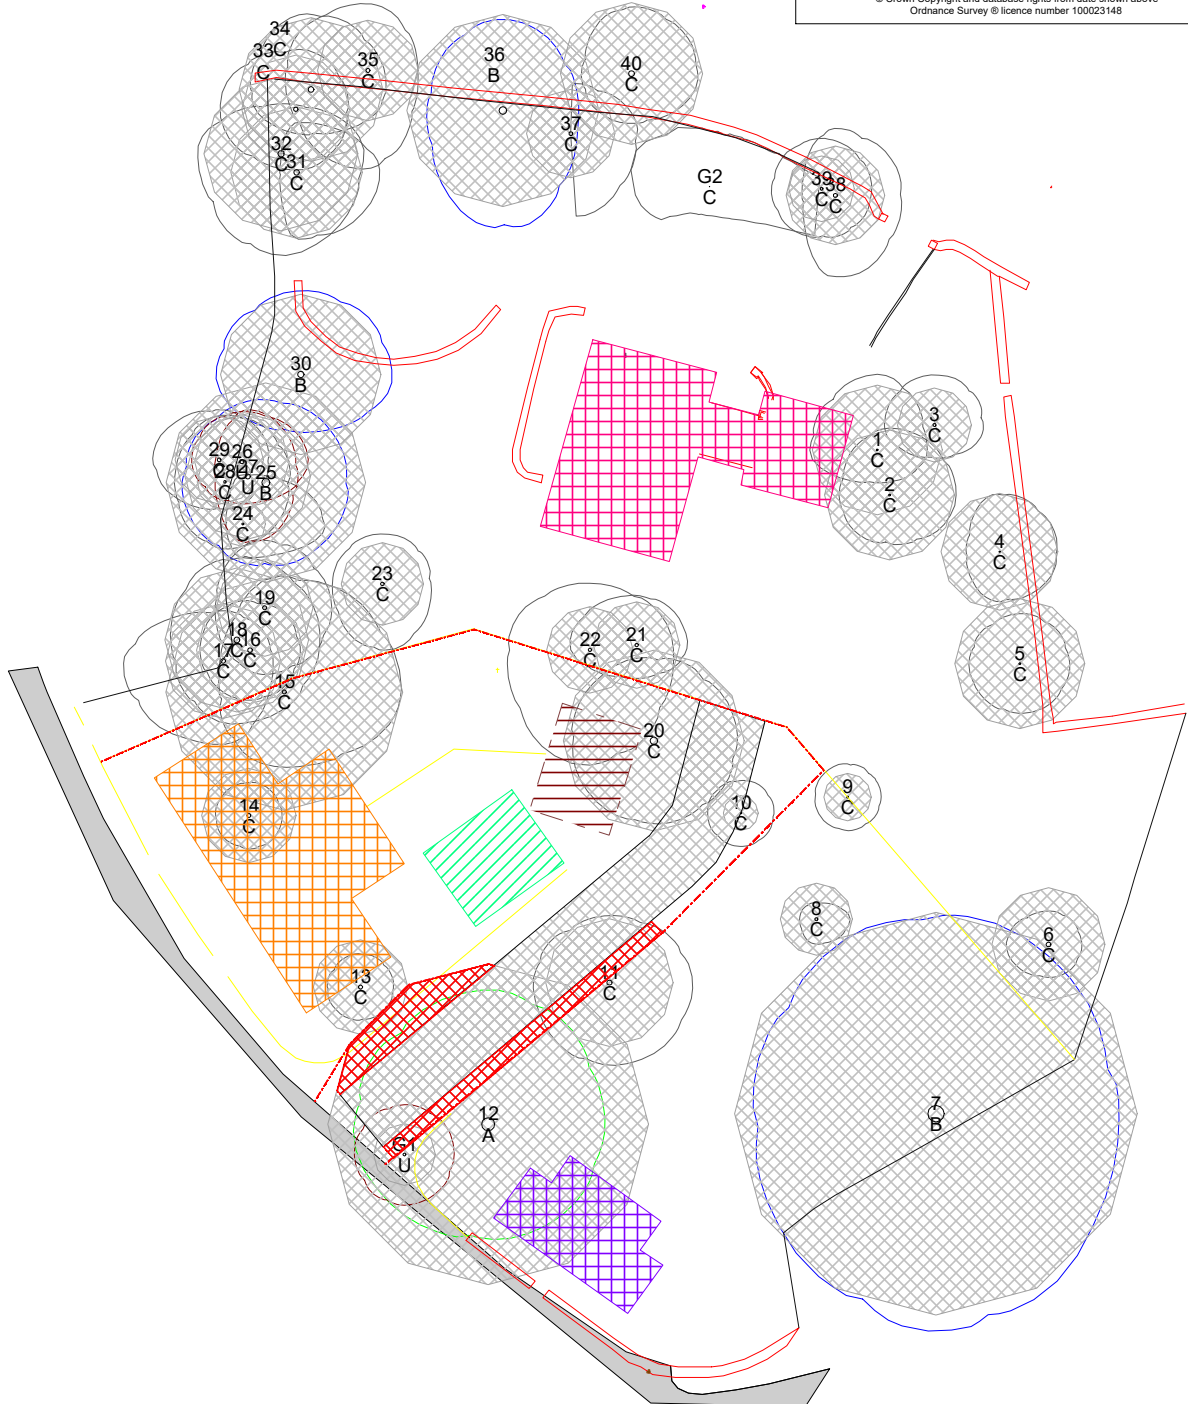 © Crown Copyright and database rights from date shown above
Ordnance Survey ® licence number 100023148
34
C
33
C
35
C
36
B
40
C
37
C
32
C
31
C
G2
C
39
C
38
C
30
B
1
C
3
C
2
C
29
C
26
U
27
U
28
C
25
B
24
C
4
C
23
C
19
C
18
C
16
C
17
C
15
C
22
C
21
C
5
C
20
C
14
C
10
C
9
C
8
C
6
C
13
C
11
C
12
A
7
B
G1
U